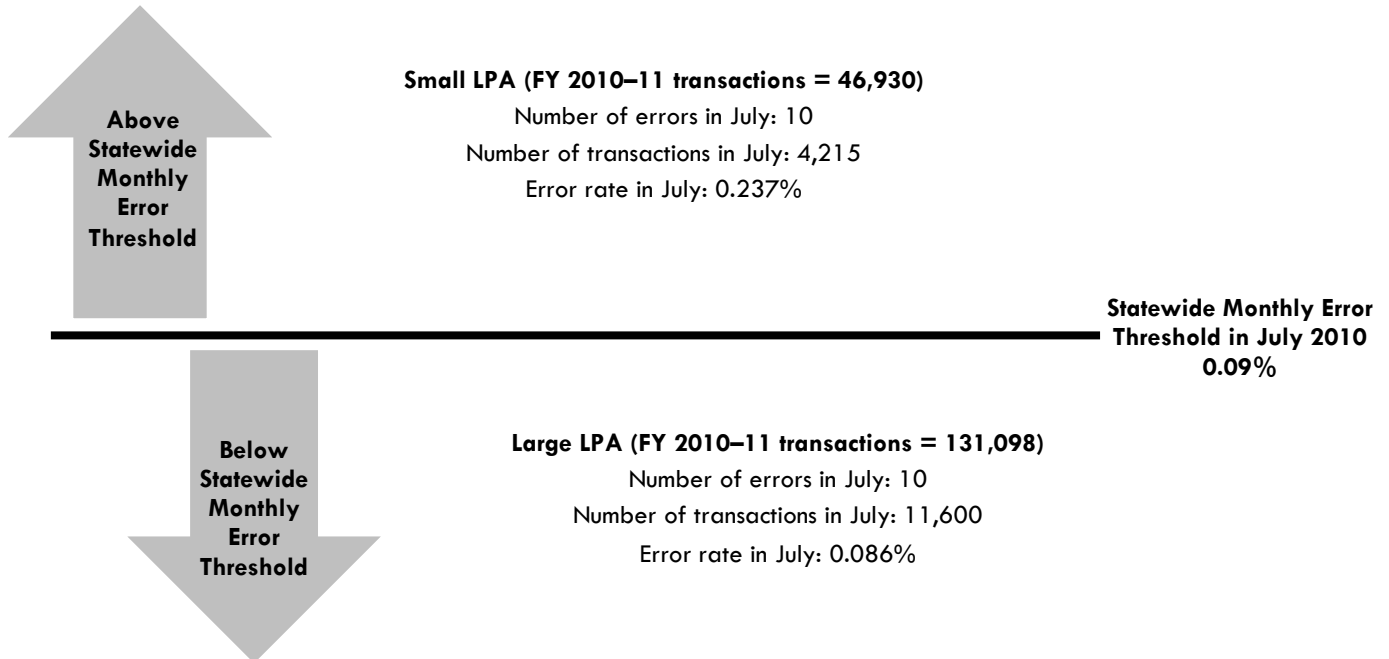 Above
Statewide
Monthly
Error
Threshold
Small LPA (FY 2010–11 transactions = 46,930)
Number of errors in July: 10
Number of transactions in July: 4,215
Error rate in July: 0.237%
Statewide Monthly Error
Threshold in July 2010
0.09%
Below
Statewide
Monthly
Error
Threshold
Large LPA (FY 2010–11 transactions = 131,098)
Number of errors in July: 10
Number of transactions in July: 11,600
Error rate in July: 0.086%